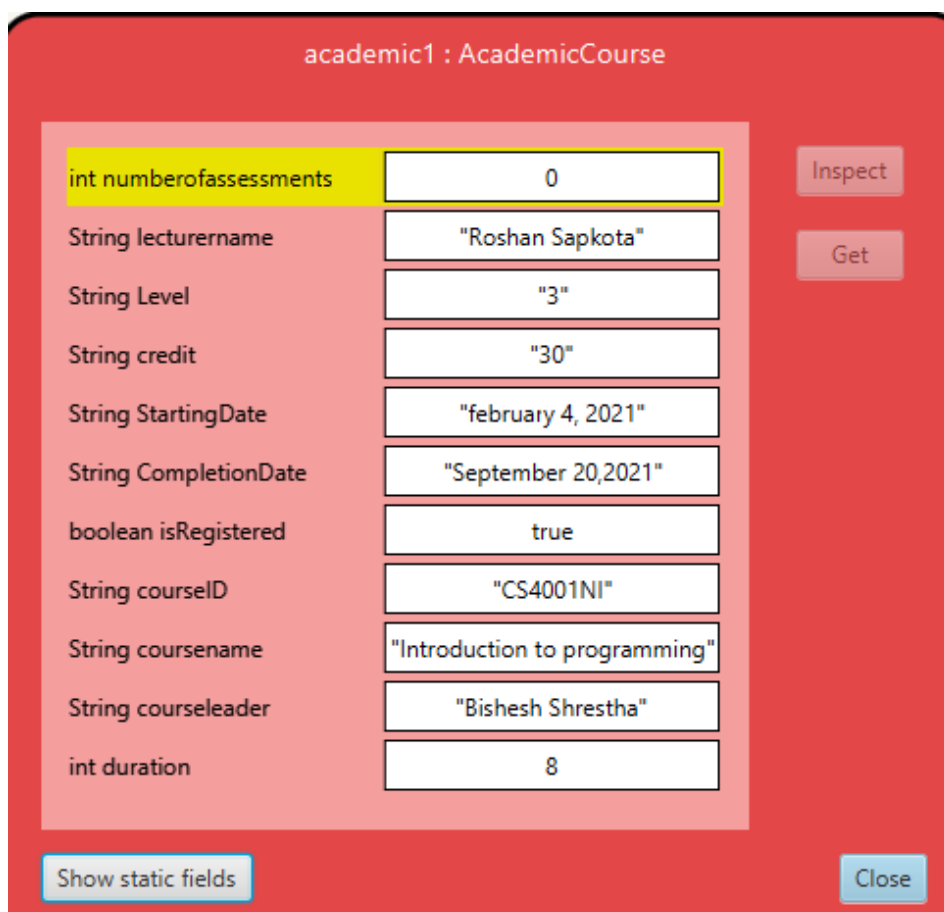 academic1 : AcademicCourse
int numberofassessments 0
Inspect
String lecturername "Roshan Sapkota"
Get
String Level "3"
String credit "30"
String StartingDate "february 4, 2021"
String CompletionDate "September 20,2021"
boolean isRegistered true
String courseID "CS4001NI"
String coursename "Introduction to programming"
String courseleader "Bishesh Shrestha"
int duration 8
Show static fields Close